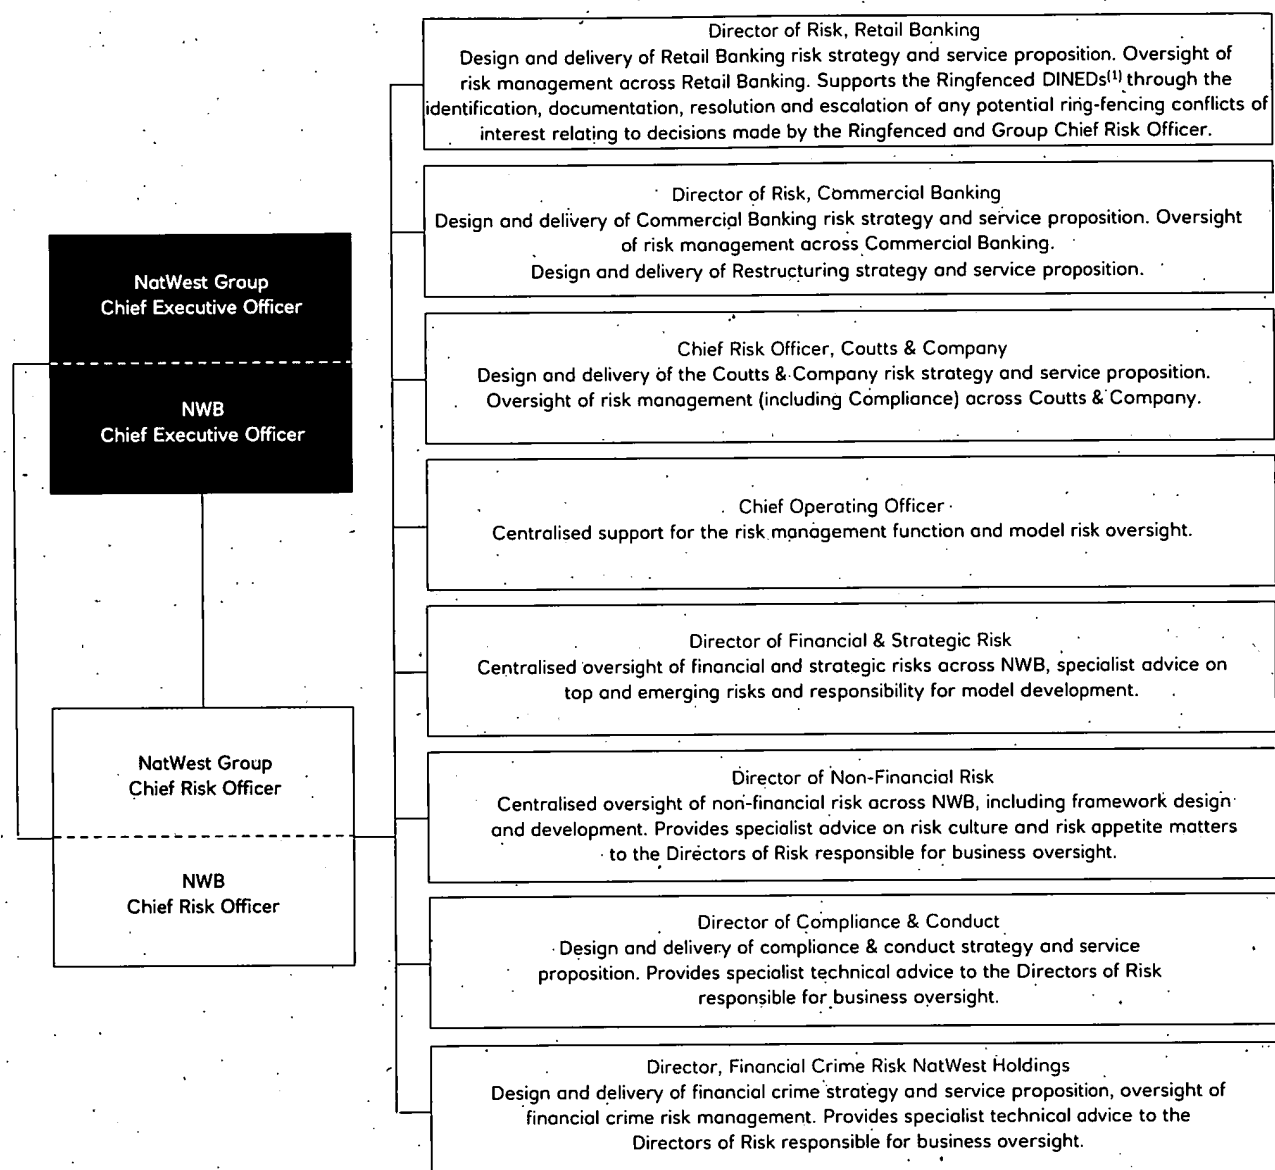 Director of Risk, Retail Banking
Design and delivery of Retail Banking risk strategy and service proposition. Oversight of
risk management across Retail Banking. Supports the Ringfenced DINEDs(1) through the
identification, documentation, resolution and escalation of any potential ring-fencing conflicts of
interest relating to decisions made by the Ringfenced and Group Chief Risk Officer.
Director of Risk, Commercial Banking
Design and delivery of Commercial Banking risk strategy and service proposition. Oversight
of risk management across Commercial Banking.
Design and delivery of Restructuring strategy and service proposition.
NatWest Group
Chief Executive Officer
NWB
Chief Executive Officer
Chief Risk Officer, Coutts & Company
Design and delivery of the Coutts & Company risk strategy and service proposition.
Oversight of risk management (including Compliance) across Coutts & Company.
Chief Operating Officer
Centralised support for the risk management function and model risk oversight.
Director of Financial & Strategic Risk
Centralised oversight of financial and strategic risks across NWB, specialist advice on
top and emerging risks and responsibility for model development.
NatWest Group
Chief Risk Officer
NWB
Chief Risk Officer
Director of Non-Financial Risk
Centralised oversight of non-financial risk across NWB, including framework design
and development. Provides specialist advice on risk culture and risk appetite matters
to the Directors of Risk responsible for business oversight.
Director of Compliance & Conduct
Design and delivery of compliance & conduct strategy and service
proposition. Provides specialist technical advice to the Directors of Risk
responsible for business oversight.
Director, Financial Crime Risk NatWest Holdings
Design and delivery of financial crime strategy and service proposition, oversight of
financial crime risk management. Provides specialist technical advice to the
Directors of Risk responsible for business oversight.